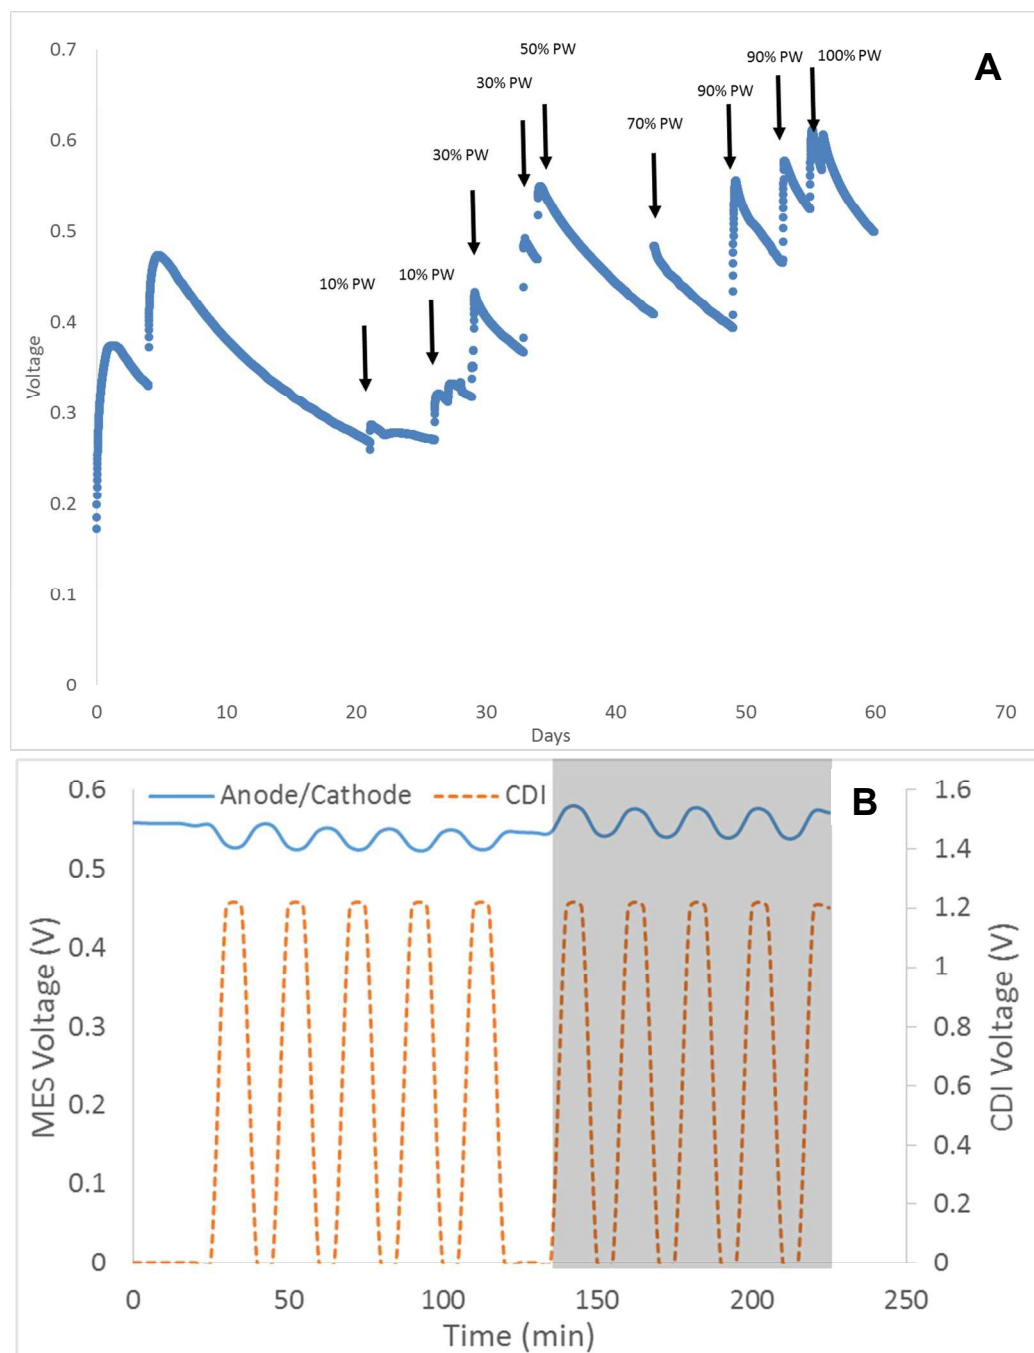 A
50% PW
90% PW
100% PW
30% PW
90% PW
70% PW
30% PW
10% PW
10% PW
0.7
0.6
0.5
0.4
0.3
0.2
0.1
0
Voltage
0 10 20 30 40 50 60 70
Days
B
Anode/Cathode CDI
MES Voltage (V)
0.6
0.5
0.4
0.3
0.2
0.1
0
1.6
1.4
1.2
1
0.8
0.6
0.4
0.2
0
CDI Voltage (V)
0 50 100 150 200 250
Time (min)